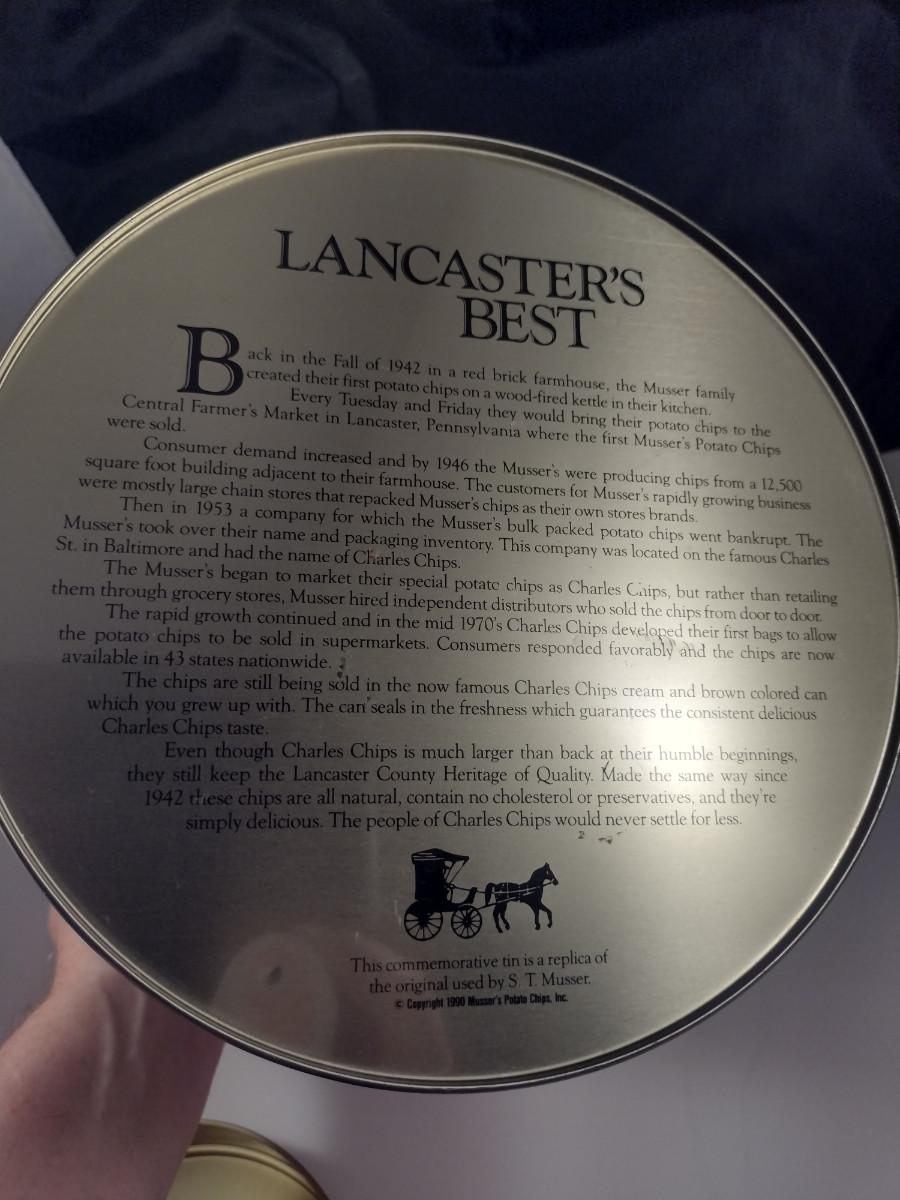 LANCASTER'S
BEST
Back in the Fall of 1942 in a red brick farmhouse, the Musser family
created their first potato chips on a wood-fired kettle in their kitchen.
Every Tuesday and Friday they would bring their potato chips to the
Central Farmer's Market in Lancaster, Pennsylvania where the first Musser's Potato Chips
were sold.
Consumer demand increased and by 1946 the Musser's were producing chips from a 12,500
square foot building adjacent to their farmhouse. The customers for Musser's rapidly growing business
were mostly large chain stores that repacked Musser's chips as their own stores brands.
Then in 1953 a company for which the Musser's bulk packed potato chips went bankrupt. The
Musser's took over their name and packaging inventory. This company was located on the famous Charles
St. in Baltimore and had the name of Charles Chips.
The Musser's began to market their special potato chips as Charles Chips, but rather than retailing
them through grocery stores, Musser hired independent distributors who sold the chips from door to door.
The rapid growth continued and in the mid 1970's Charles Chips developed their first bags to allow
the potato chips to be sold in supermarkets. Consumers responded favorably and the chips are now
available in 43 states nationwide.
The chips are still being sold in the now famous Charles Chips cream and brown colored can
which you grew up with. The can seals in the freshness which guarantees the consistent delicious
Charles Chips taste.
Even though Charles Chips is much larger than back at their humble beginnings,
they still keep the Lancaster County Heritage of Quality. Made the same way since
1942 these chips are all natural, contain no cholesterol or preservatives, and they're
simply delicious. The people of Charles Chips would never settle for less.
This commemorative tin is a replica of
the original used by S. T. Musser.
© Copyright 1990 Musser's Potato Chips, Inc.